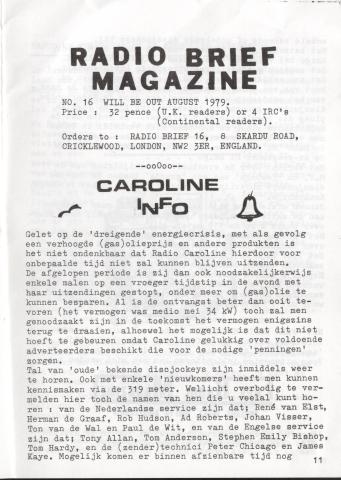 RADIO BRIEF
MAGAZINE
NO. 16 WILL BE OUT AUGUST 1979.
Price : 32 pence (U.K. readers) or 4 IRC's
(Continental readers).
Orders to : RADIO BRIEF 16, 8 SKARDU ROAD,
CRICKLEWOOD, LONDON, NW2 3ER, ENGLAND.
--ooOoo--
CAROLINE
INFO
Gelet op de 'dreigende' energiecrisis, met als gevolg
een verhoogde (gas)olieprijs en andere produkten is
het niet ondenkbaar dat Radio Caroline hierdoor voor
onbepaalde tijd niet zal kunnen blijven uitzenden.
De afgelopen periode is zij dan ook noodzakelijkerwijs
enkele malen op een vroeger tijdstip in de avond met
haar uitzendingen gestopt, onder meer om (gas)olie te
kunnen besparen. Al is de ontvangst beter dan ooit te-
voren (het vermogen was medio mei 34 kW) toch zal men
genoodzaakt zijn in de toekomst het vermogen enigszins
terug te draaien, alhoewel het mogelijk is dat dit niet
hoeft te gebeuren omdat Caroline gelukkig over voldoende
adverteerders beschikt die voor de nodige 'penningen'
zorgen.
Tal van 'oude' bekende discjockeys zijn inmiddels weer
te horen. Ook met enkele 'nieuwkomers' heeft men kunnen
kennismaken via de 319 meter. Wellicht overbodig te ver-
melden hier toch de namen van hen die u veelal kunt ho-
ren : van de Nederlandse service zijn dat; René van Elst,
Herman de Graaf, Rob Hudson, Ad Roberts, Johan Visser,
Ton van de Wal en Paul de Wit, en van de Engelse service
zijn dat; Tony Allan, Tom Anderson, Stephen Emily Bishop,
Tom Hardy, en de (zender)technici Peter Chicago en James
Kaye. Mogelijk komen er binnen afzienbare tijd nog
11